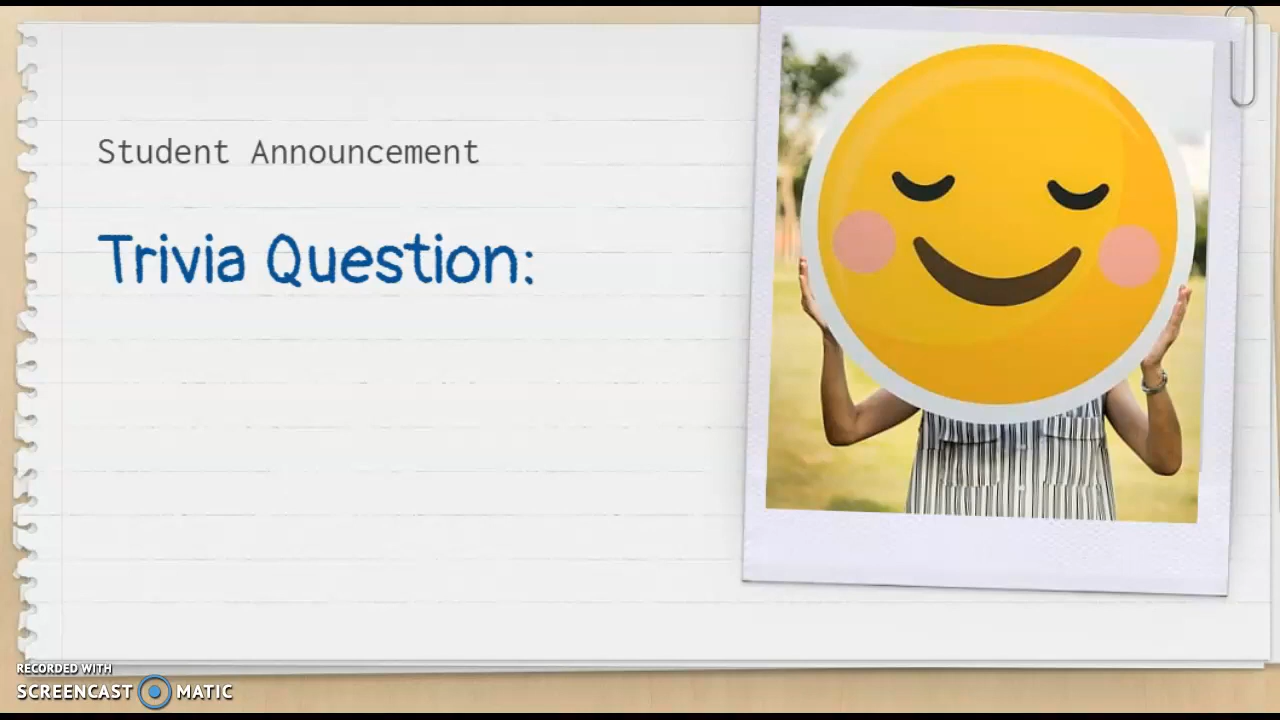 Student Announcement
Trivia Question:
RECORDED WITH
SCREENCAST MATIC